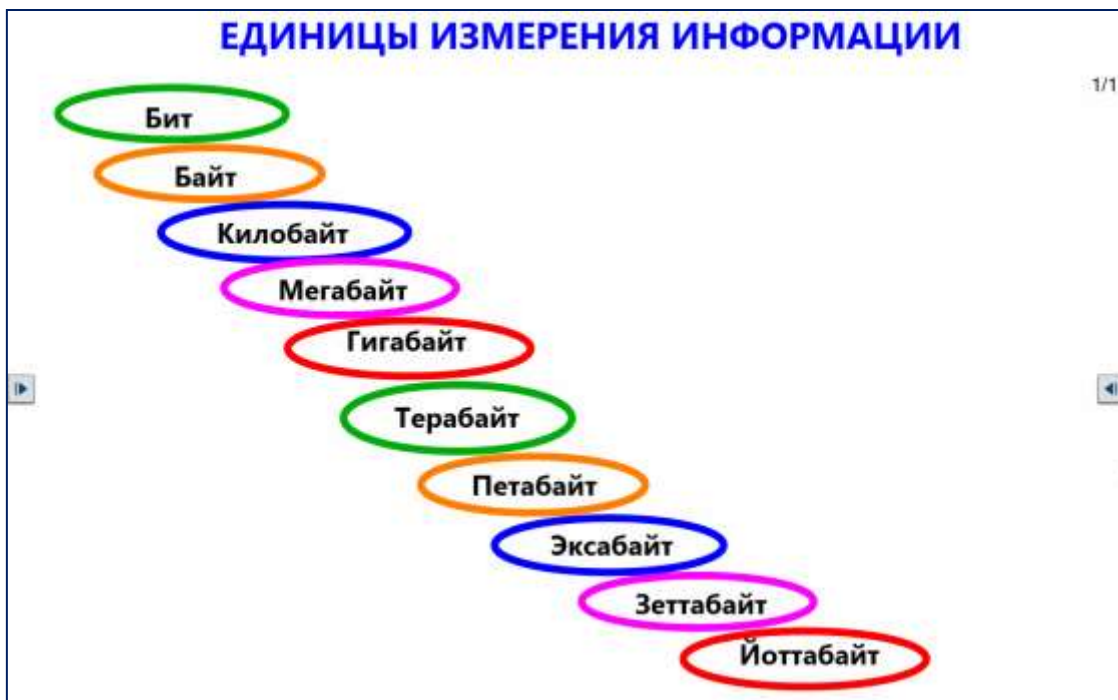 ЕДИНИЦЫ ИЗМЕРЕНИЯ ИНФОРМАЦИИ
1/1
Бит
Байт
Килобайт
Мегабайт
Гигабайт
Терабайт
Петабайт
Эксабайт
Зеттабайт
Йоттабайт